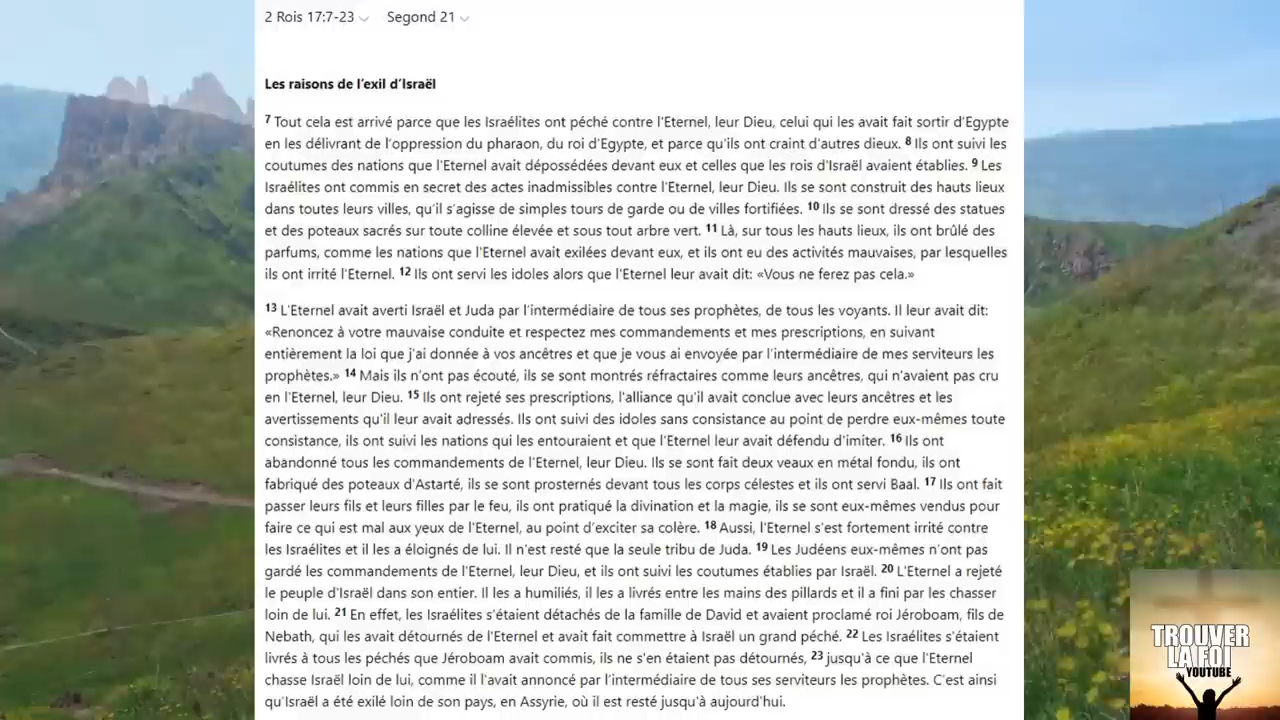 2 Rois 17:7-23 Segond 21
Les raisons de l'exil d'Israël
7 Tout cela est arrivé parce que les Israélites ont péché contre l'Eternel, leur Dieu, celui qui les avait fait sortir d'Egypte
en les délivrant de l'oppression du pharaon, du roi d'Egypte, et parce qu'ils ont craint d'autres dieux. 8 Ils ont suivi les
coutumes des nations que l'Eternel avait dépossédées devant eux et celles que les rois d'Israël avaient établies. 9 Les
Israélites ont commis en secret des actes inadmissibles contre l'Eternel, leur Dieu. Ils se sont construit des hauts lieux
dans toutes leurs villes, qu'il s'agisse de simples tours de garde ou de villes fortifiées. 10 Ils se sont dressé des statues
et des poteaux sacrés sur toute colline élevée et sous tout arbre vert. 11 Là, sur tous les hauts lieux, ils ont brûlé des
parfums, comme les nations que l'Eternel avait exilées devant eux, et ils ont eu des activités mauvaises, par lesquelles
ils ont irrité l'Eternel. 12 Ils ont servi les idoles alors que l'Eternel leur avait dit: «Vous ne ferez pas cela.»
13 L'Eternel avait averti Israël et Juda par l'intermédiaire de tous ses prophètes, de tous les voyants. Il leur avait dit:
«Renoncez à votre mauvaise conduite et respectez mes commandements et mes prescriptions, en suivant
entièrement la loi que j'ai donnée à vos ancêtres et que je vous ai envoyée par l'intermédiaire de mes serviteurs les
prophètes.» 14 Mais ils n'ont pas écouté, ils se sont montrés réfractaires comme leurs ancêtres, qui n'avaient pas cru
en l'Eternel, leur Dieu. 15 Ils ont rejeté ses prescriptions, l'alliance qu'il avait conclue avec leurs ancêtres et les
avertissements qu'il leur avait adressés. Ils ont suivi des idoles sans consistance au point de perdre eux-mêmes toute
consistance, ils ont suivi les nations qui les entouraient et que l'Eternel leur avait défendu d'imiter. 16 Ils ont
abandonné tous les commandements de l'Eternel, leur Dieu. Ils se sont fait deux veaux en métal fondu, ils ont
fabriqué des poteaux d'Astarté, ils se sont prosternés devant tous les corps célestes et ils ont servi Baal. 17 Ils ont fait
passer leurs fils et leurs filles par le feu, ils ont pratiqué la divination et la magie, ils se sont eux-mêmes vendus pour
faire ce qui est mal aux yeux de l'Eternel, au point d'exciter sa colère. 18 Aussi, l'Eternel s'est fortement irrité contre
les Israélites et il les a éloignés de lui. Il n'est resté que la seule tribu de Juda. 19 Les Judéens eux-mêmes n'ont pas
gardé les commandements de l'Eternel, leur Dieu, et ils ont suivi les coutumes établies par Israël. 20 L'Eternel a rejeté
le peuple d'Israël dans son entier. Il les a humiliés, il les a livrés entre les mains des pillards et il a fini par les chasser
loin de lui. 21 En effet, les Israélites s'étaient détachés de la famille de David et avaient proclamé roi Jéroboam, fils de
Nebath, qui les avait détournés de l'Eternel et avait fait commettre à Israël un grand péché. 22 Les Israélites s'étaient
livrés à tous les péchés que Jéroboam avait commis, ils ne s'en étaient pas détournés, 23 jusqu'à ce que l'Eternel
chasse Israël loin de lui, comme il l'avait annoncé par l'intermédiaire de tous ses serviteurs les prophètes. C'est ainsi
qu'Israël a été exilé loin de son pays, en Assyrie, où il est resté jusqu'à aujourd'hui.
TROUVER
LA FOI
YOUTUBE